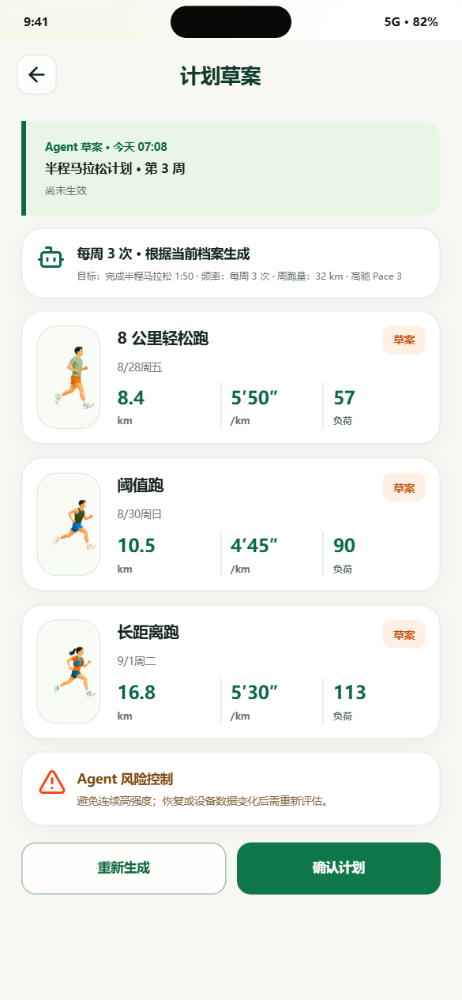 9:41
5G • 82%
计划草案
Agent 草案 • 今天 07:08
半程马拉松计划 • 第 3 周
尚未生效
每周 3 次 • 根据当前档案生成
目标：完成半程马拉松 1:50 · 频率：每周 3 次 · 周跑量：32 km · 高驰 Pace 3
8 公里轻松跑
草案
8/28周五
8.4
5’50”
57
km
/km
负荷
阈值跑
草案
8/30周日
10.5
4’45”
90
km
/km
负荷
长距离跑
草案
9/1周二
16.8
5’30”
113
km
/km
负荷
Agent 风险控制
避免连续高强度；恢复或设备数据变化后需重新评估。
重新生成
确认计划